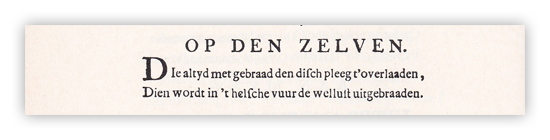 OP DEN ZELVEN.
DIe altyd met gebraad den diſch pleeg t'overlaaden,
Dien wordt in 't helſche vuur de welluſt uitgebraaden.